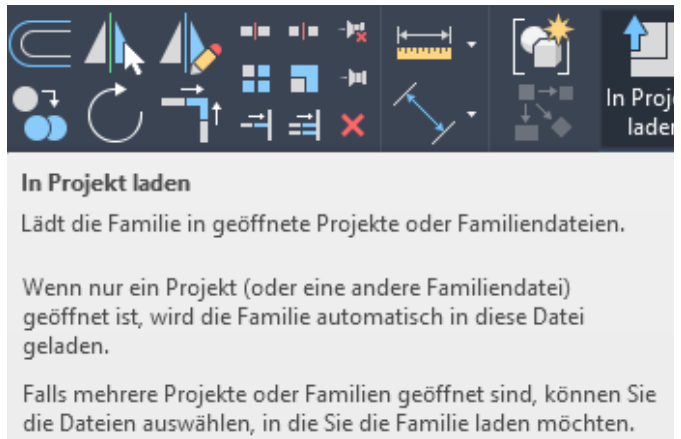 In Proj
laden
In Projekt laden
Lädt die Familie in geöffnete Projekte oder Familiendateien.
Wenn nur ein Projekt (oder eine andere Familiendatei)
geöffnet ist, wird die Familie automatisch in diese Datei
geladen.
Falls mehrere Projekte oder Familien geöffnet sind, können Sie
die Dateien auswählen, in die Sie die Familie laden möchten.